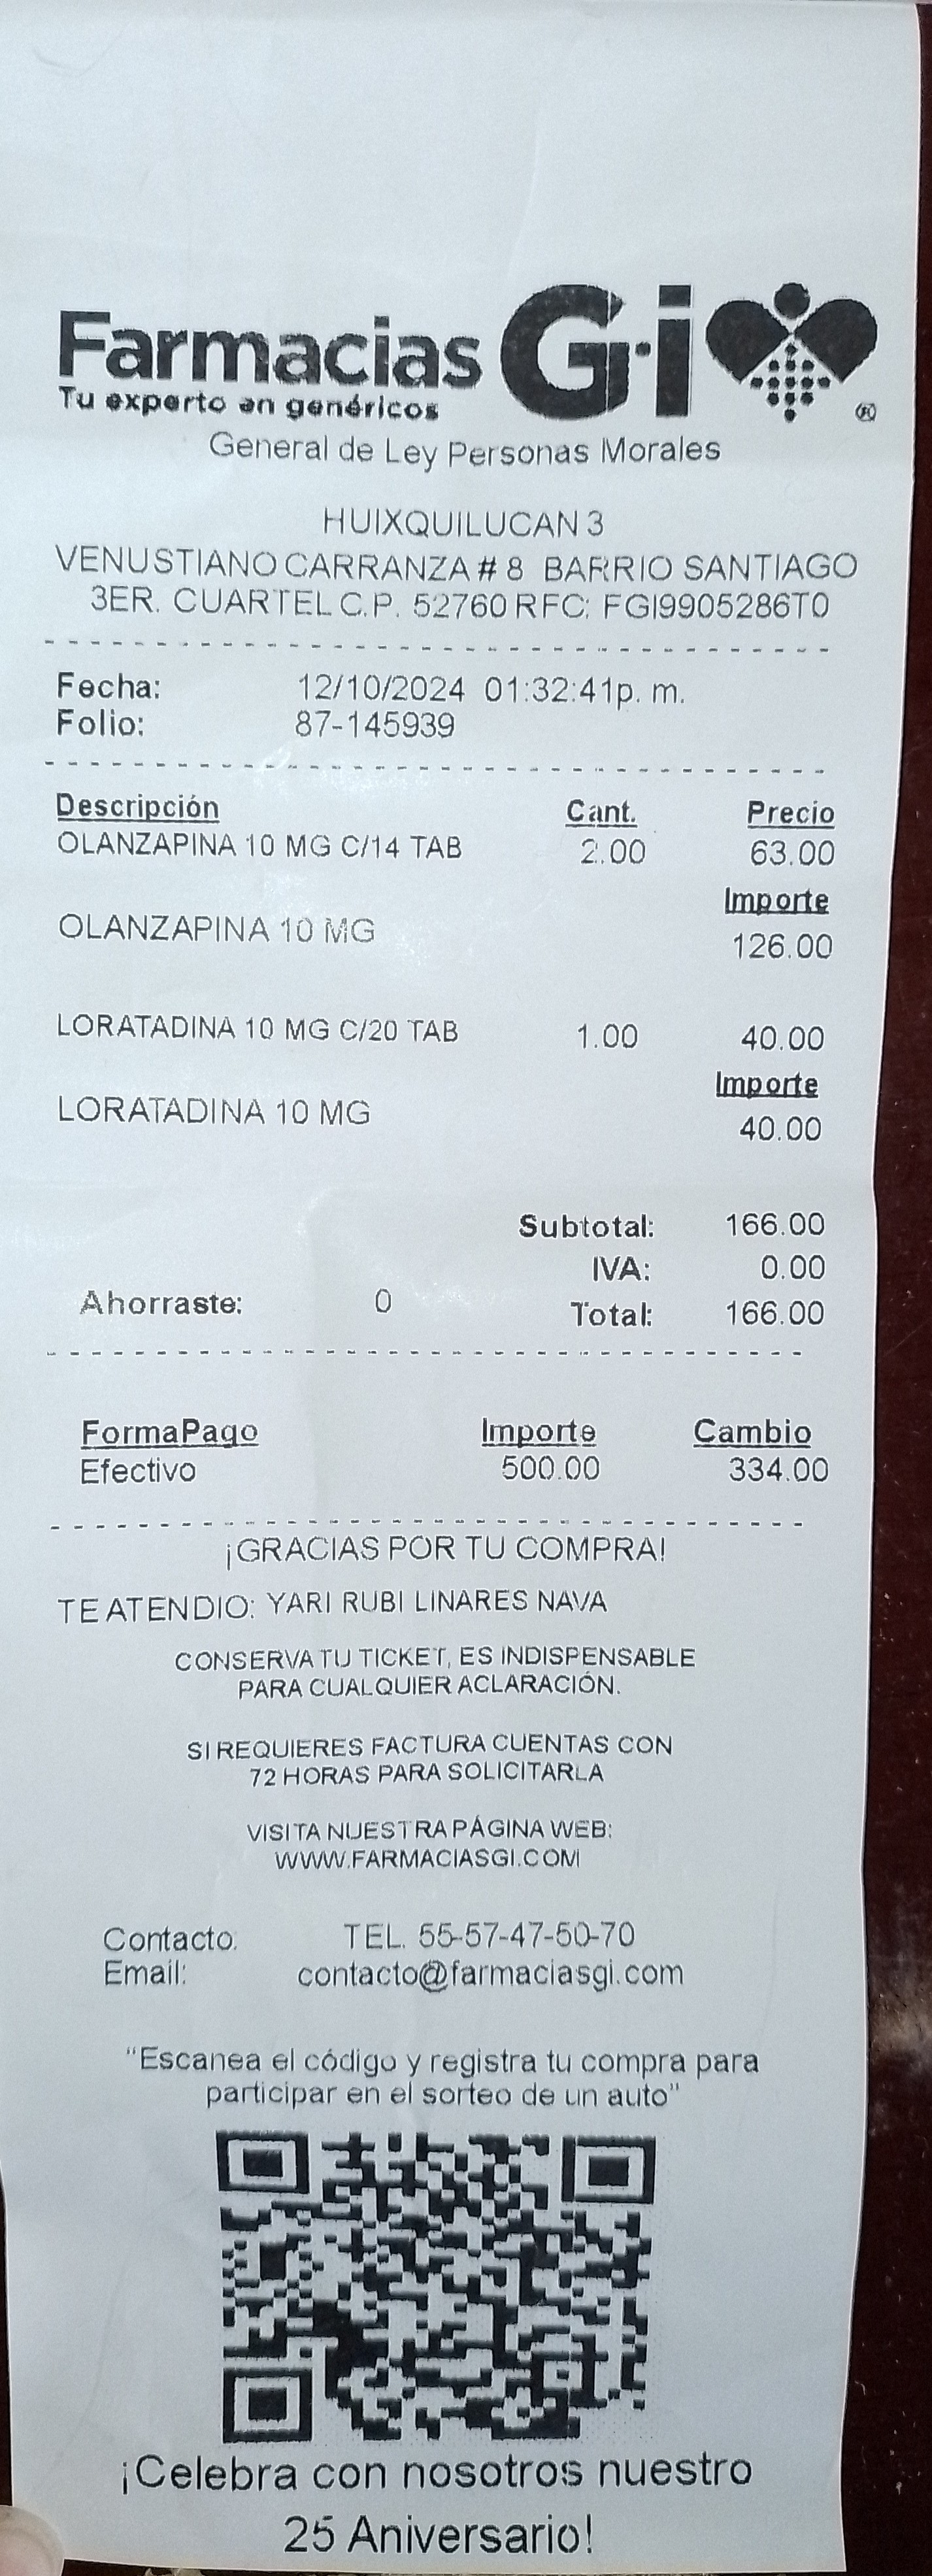 Farmacias Gi
Tu experto en genéricos
®
General de Ley Personas Morales
HUIXQUILUCAN 3
VENUSTIANO CARRANZA # 8 BARRIO SANTIAGO
3ER. CUARTEL C.P. 52760 RFC: FGI9905286T0
Fecha: 12/10/2024 01:32:41p. m.
Folio: 87-145939
Descripción Cant. Precio
OLANZAPINA 10 MG C/14 TAB 2.00 63.00
Importe
OLANZAPINA 10 MG 126.00
LORATADINA 10 MG C/20 TAB 1.00 40.00
Importe
LORATADINA 10 MG 40.00
Subtotal: 166.00
IVA: 0.00
Ahorraste: 0 Total: 166.00
FormaPago Importe Cambio
Efectivo 500.00 334.00
¡GRACIAS POR TU COMPRA!
TE ATENDIO: YARI RUBI LINARES NAVA
CONSERVA TU TICKET, ES INDISPENSABLE
PARA CUALQUIER ACLARACIÓN.
SI REQUIERES FACTURA CUENTAS CON
72 HORAS PARA SOLICITARLA
VISITA NUESTRA PÁGINA WEB:
WWW.FARMACIASGI.COM
Contacto: TEL. 55-57-47-50-70
Email: contacto@farmaciasgi.com
"Escanea el código y registra tu compra para
participar en el sorteo de un auto"
¡Celebra con nosotros nuestro
25 Aniversario!